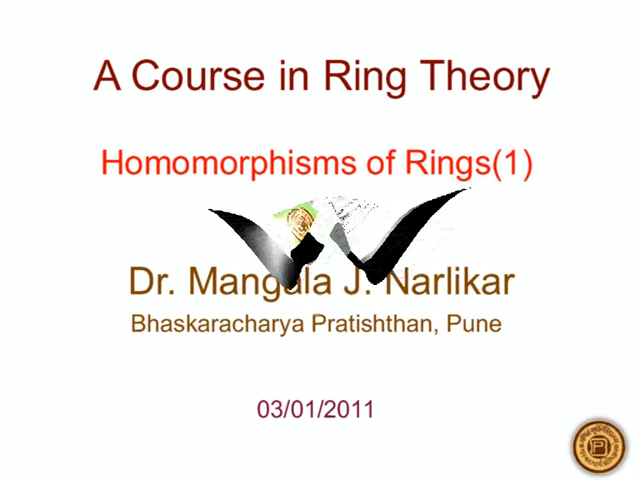 A Course in Ring Theory
Homomorphisms of Rings(1)
Dr. Mangala J. Narlikar
Bhaskaracharya Pratishthan, Pune
03/01/2011